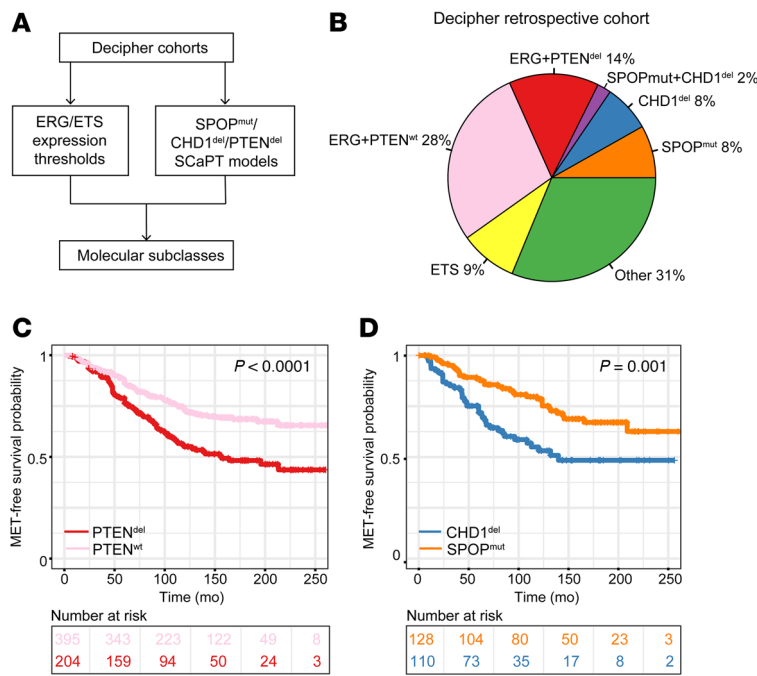 A
Decipher cohorts
ERG/ETS
expression
thresholds
SPOPmut/
CHD1del/PTENdel
SCaPT models
Molecular subclasses
B
Decipher retrospective cohort
ERG+PTENdel 14%
SPOPmut+CHD1del 2%
CHD1del 8%
SPOPmut 8%
ERG+PTENwt 28%
ETS 9%
Other 31%
C
MET-free survival probability
1
0.5
0
P < 0.0001
PTENdel
PTENwt
0 50 100 150 200 250
Time (mo)
Number at risk
395 343 223 122 49 8
204 159 94 50 24 3
D
MET-free survival probability
1
0.5
0
P = 0.001
CHD1del
SPOPmut
0 50 100 150 200 250
Time (mo)
Number at risk
128 104 80 50 23 3
110 73 35 17 8 2